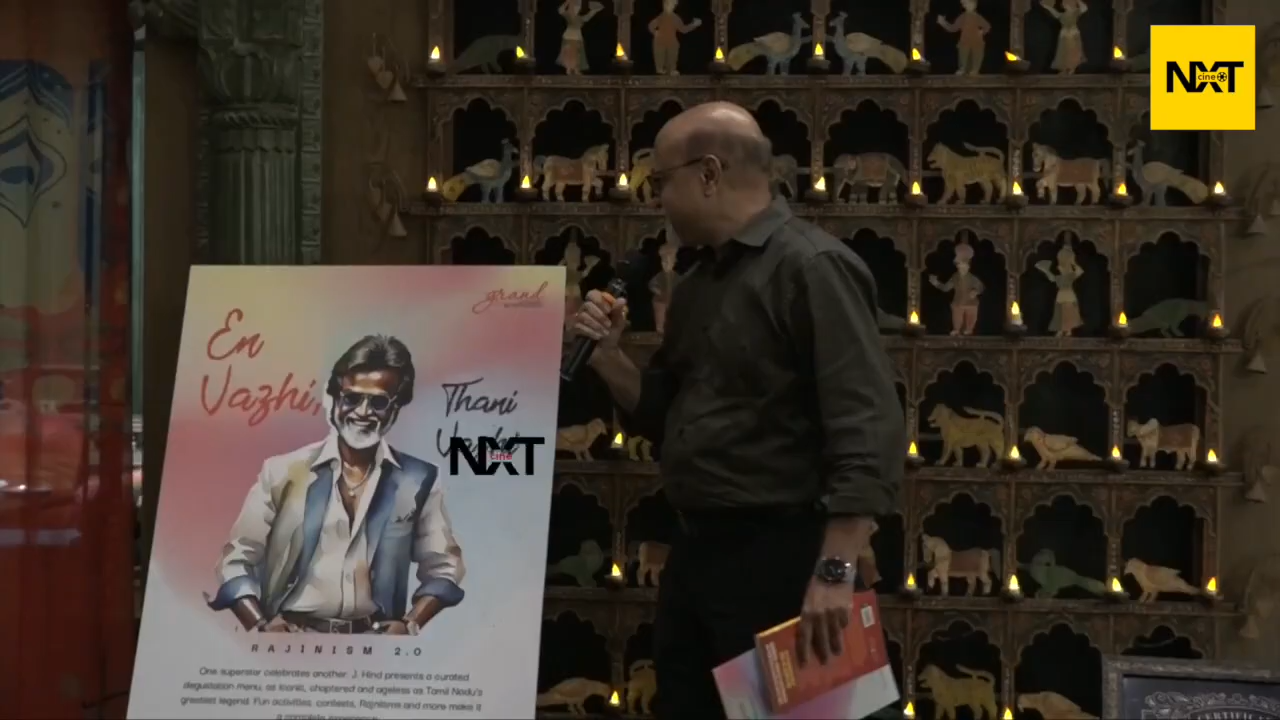 NXT
cine
grand
En
Vazhi,
Thani
NXT
cine
RAJINISM 2.0
One superstar celebrates another. J. Hind presents a curated
degustation menu, as iconic, chaptered and ageless as Tamil Nadu's
greatest legend. Fun activities, contests, Rajinisms and more make it
a complete experience